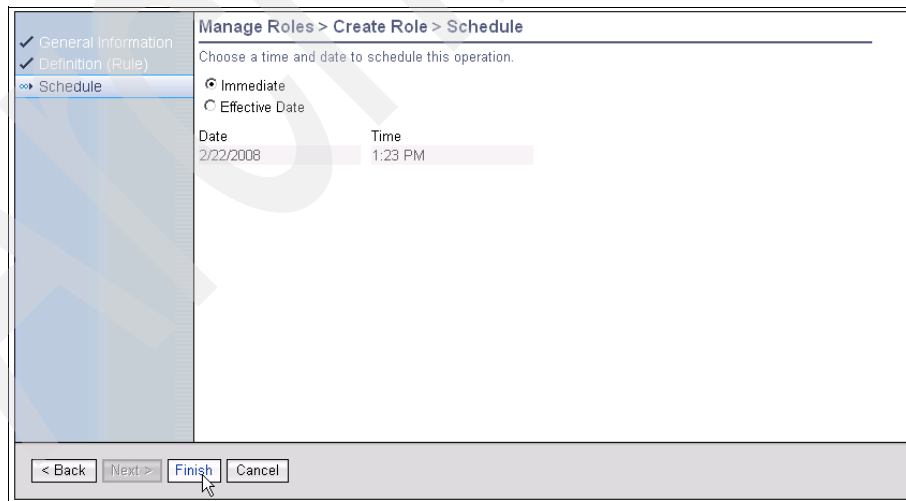 General Information
Definition (Rule)
Schedule
Manage Roles > Create Role > Schedule
Choose a time and date to schedule this operation.
Immediate
Effective Date
Date Time
2/22/2008 1:23 PM
< Back Next > Finish Cancel